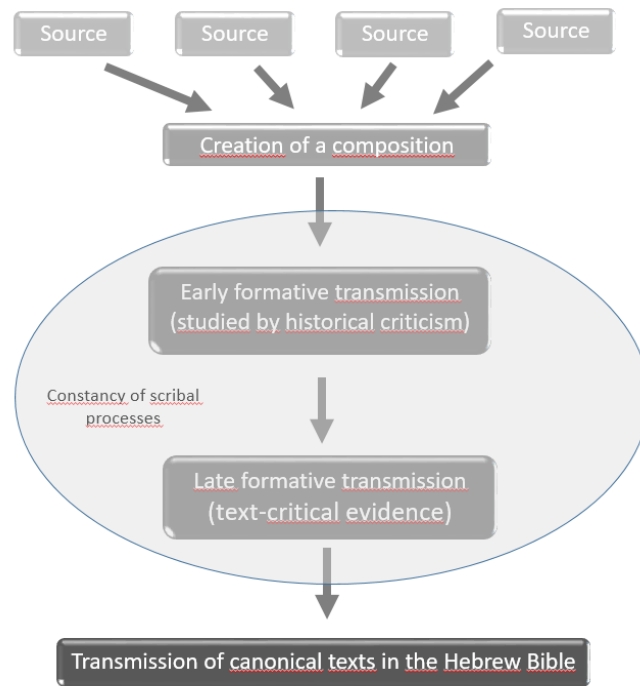 Source
Source
Source
Source
Creation of a composition
Early formative transmission
(studied by historical criticism)
Constancy of scribal
processes
Late formative transmission
(text-critical evidence)
Transmission of canonical texts in the Hebrew Bible